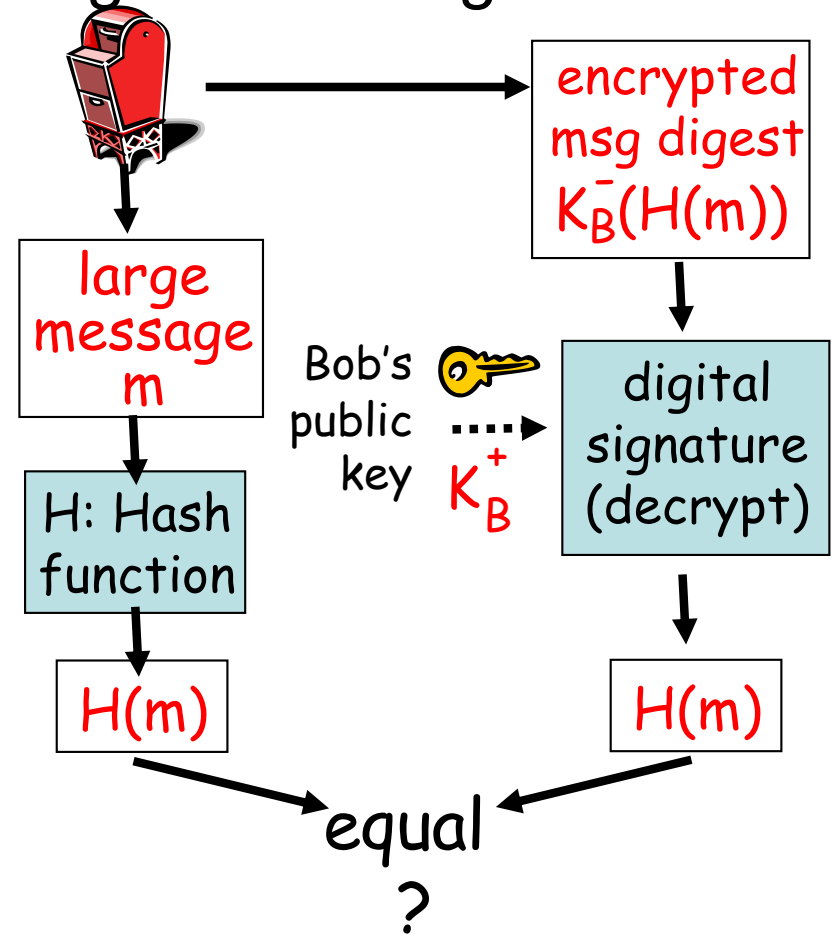 encrypted
msg digest
K_B^-(H(m))
large
message
m
Bob's
public
key
K_B^+
digital
signature
(decrypt)
H: Hash
function
H(m)
H(m)
equal
?